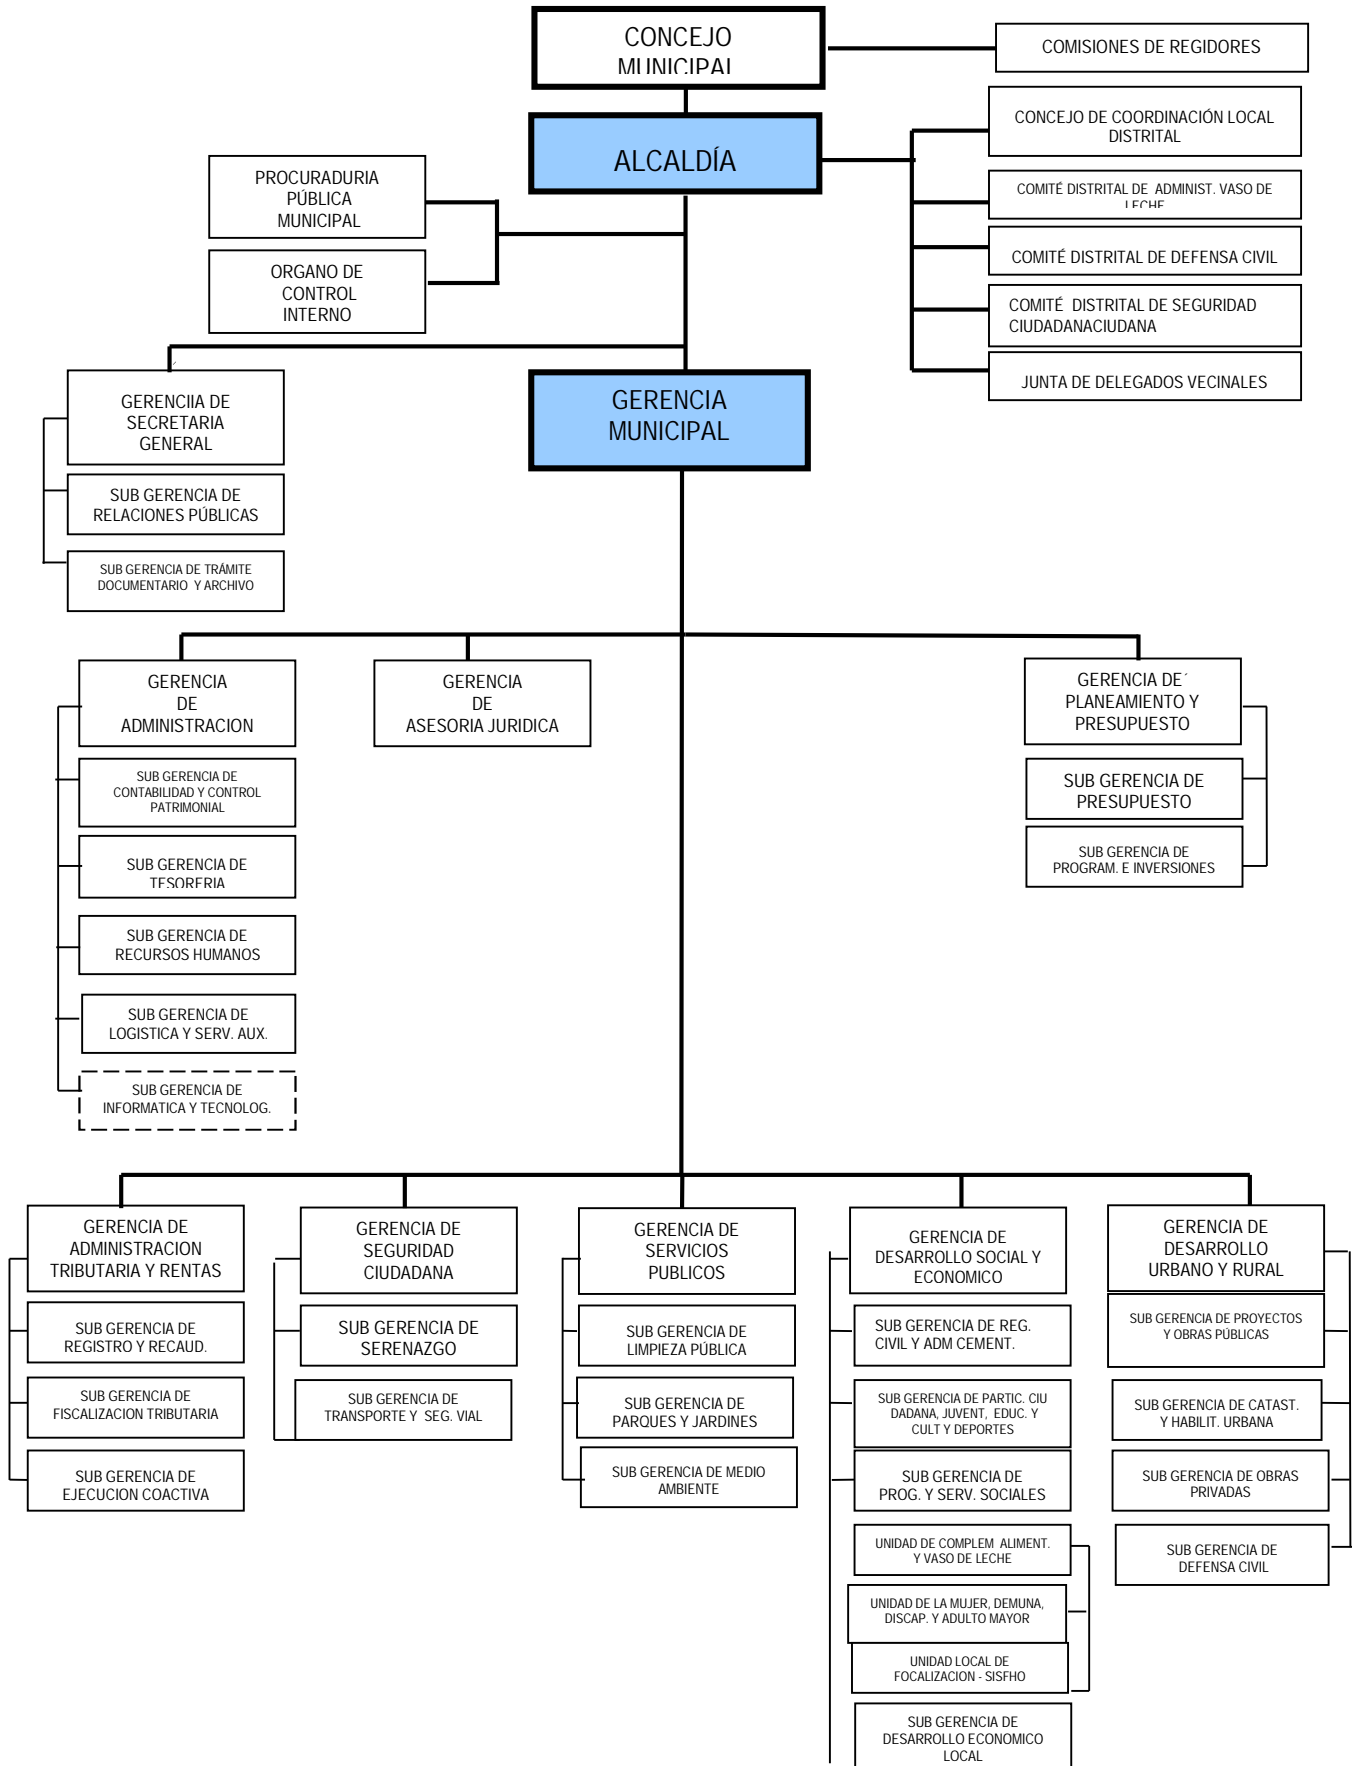 CONCEJO
MUNICIPAL
COMISIONES DE REGIDORES
ALCALDÍA
CONCEJO DE COORDINACIÓN LOCAL
DISTRITAL
COMITÉ DISTRITAL DE  ADMINIST. VASO DE
LECHE
COMITÉ DISTRITAL DE DEFENSA CIVIL
COMITÉ  DISTRITAL DE SEGURIDAD
CIUDADANACIUDANA
JUNTA DE DELEGADOS VECINALES
PROCURADURIA
PÚBLICA
MUNICIPAL
ORGANO DE
CONTROL
INTERNO
GERENCIIA DE
SECRETARIA
GENERAL
SUB GERENCIA DE
RELACIONES PÚBLICAS
SUB GERENCIA DE TRÁMITE
DOCUMENTARIO  Y ARCHIVO
GERENCIA
MUNICIPAL
GERENCIA
DE
ADMINISTRACION
SUB GERENCIA DE
CONTABILIDAD Y CONTROL
PATRIMONIAL
SUB GERENCIA DE
TESORERIA
SUB GERENCIA DE
RECURSOS HUMANOS
SUB GERENCIA DE
LOGISTICA Y SERV. AUX.
SUB GERENCIA DE
INFORMATICA Y TECNOLOG.
GERENCIA
DE
ASESORIA JURIDICA
GERENCIA DE´
PLANEAMIENTO Y
PRESUPUESTO
SUB GERENCIA DE
PRESUPUESTO
SUB GERENCIA DE
PROGRAM. E INVERSIONES
GERENCIA DE
ADMINISTRACION
TRIBUTARIA Y RENTAS
SUB GERENCIA DE
REGISTRO Y RECAUD.
SUB GERENCIA DE
FISCALIZACION TRIBUTARIA
SUB GERENCIA DE
EJECUCION COACTIVA
GERENCIA DE
SEGURIDAD
CIUDADANA
SUB GERENCIA DE
SERENAZGO
SUB GERENCIA DE
TRANSPORTE Y  SEG. VIAL
GERENCIA DE
SERVICIOS
PUBLICOS
SUB GERENCIA DE
LIMPIEZA PÚBLICA
SUB GERENCIA DE
PARQUES Y JARDINES
SUB GERENCIA DE MEDIO
AMBIENTE
GERENCIA DE
DESARROLLO SOCIAL Y
ECONOMICO
SUB GERENCIA DE REG.
CIVIL Y ADM CEMENT.
SUB GERENCIA DE PARTIC. CIU
DADANA, JUVENT,  EDUC. Y
CULT Y DEPORTES
SUB GERENCIA DE
PROG. Y SERV. SOCIALES
UNIDAD DE COMPLEM  ALIMENT.
Y VASO DE LECHE
UNIDAD DE LA MUJER, DEMUNA,
DISCAP. Y ADULTO MAYOR
UNIDAD LOCAL DE
FOCALIZACION - SISFHO
SUB GERENCIA DE
DESARROLLO ECONOMICO
LOCAL
GERENCIA DE
DESARROLLO
URBANO Y RURAL
SUB GERENCIA DE PROYECTOS
Y OBRAS PÚBLICAS
SUB GERENCIA DE CATAST.
Y HABILIT. URBANA
SUB GERENCIA DE OBRAS
PRIVADAS
SUB GERENCIA DE
DEFENSA CIVIL